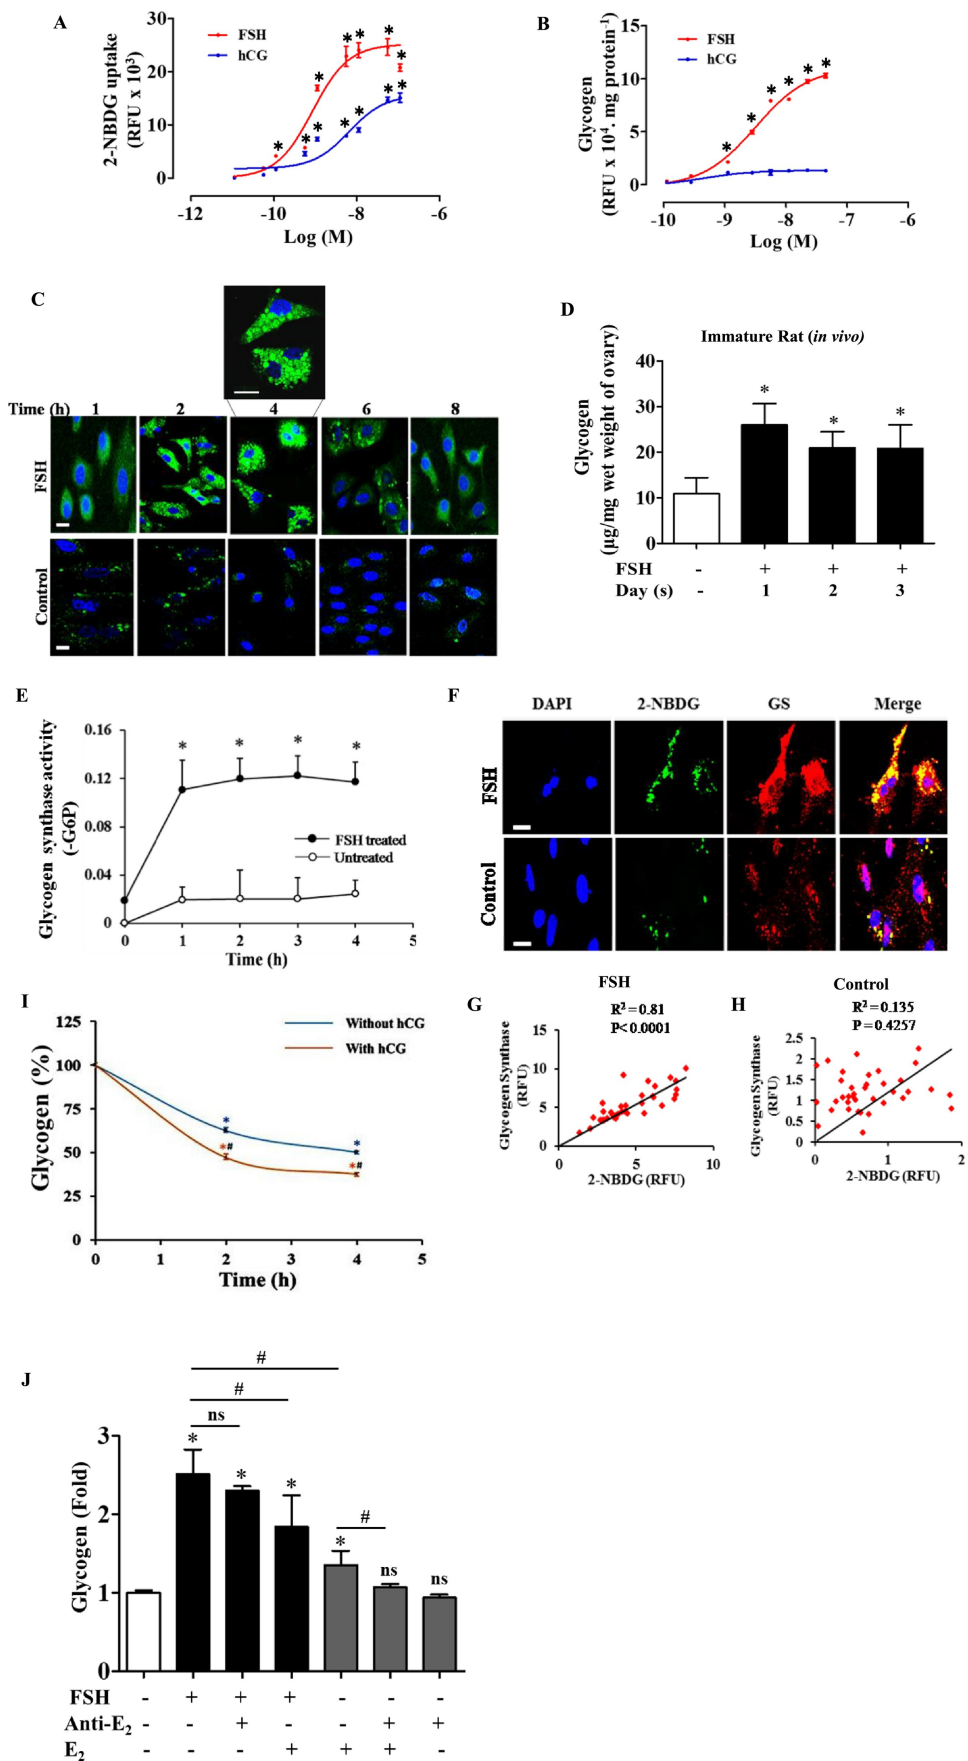 A
2-NBDG uptake
(RFU x 10³)
30
20
10
0
FSH
hCG
* * * * * * * * * * * *
-12 -10 -8 -6
Log (M)
B
Glycogen
(RFU x 10⁴. mg protein⁻¹)
15
10
5
0
FSH
hCG
* * * * * *
-10 -9 -8 -7 -6
Log (M)
C
Time (h) 1 2 4 6 8
FSH
Control
D
Immature Rat (in vivo)
Glycogen
(µg/mg wet weight of ovary)
40
30
20
10
0
* * *
FSH - + + +
Day (s) - 1 2 3
E
Glycogen synthase activity
(-G6P)
0.16
0.12
0.08
0.04
0
* * * *
FSH treated
Untreated
0 1 2 3 4 5
Time (h)
F
DAPI 2-NBDG GS Merge
FSH
Control
I
Glycogen (%)
125
100
75
50
25
0
Without hCG
With hCG
* *
*# *#
0 1 2 3 4 5
Time (h)
G
FSH
R² = 0.81
P< 0.0001
Glycogen Synthase
(RFU)
15
10
5
0
0 5 10
2-NBDG (RFU)
H
Control
R² = 0.135
P = 0.4257
Glycogen Synthase
(RFU)
2.5
2
1.5
1
0.5
0
0 1 2
2-NBDG (RFU)
J
#
#
ns
Glycogen (Fold)
3
2
1
0
* * * * ns ns
#
FSH - + + + - - -
Anti-E₂ - - + - - + +
E₂ - - - + + + -